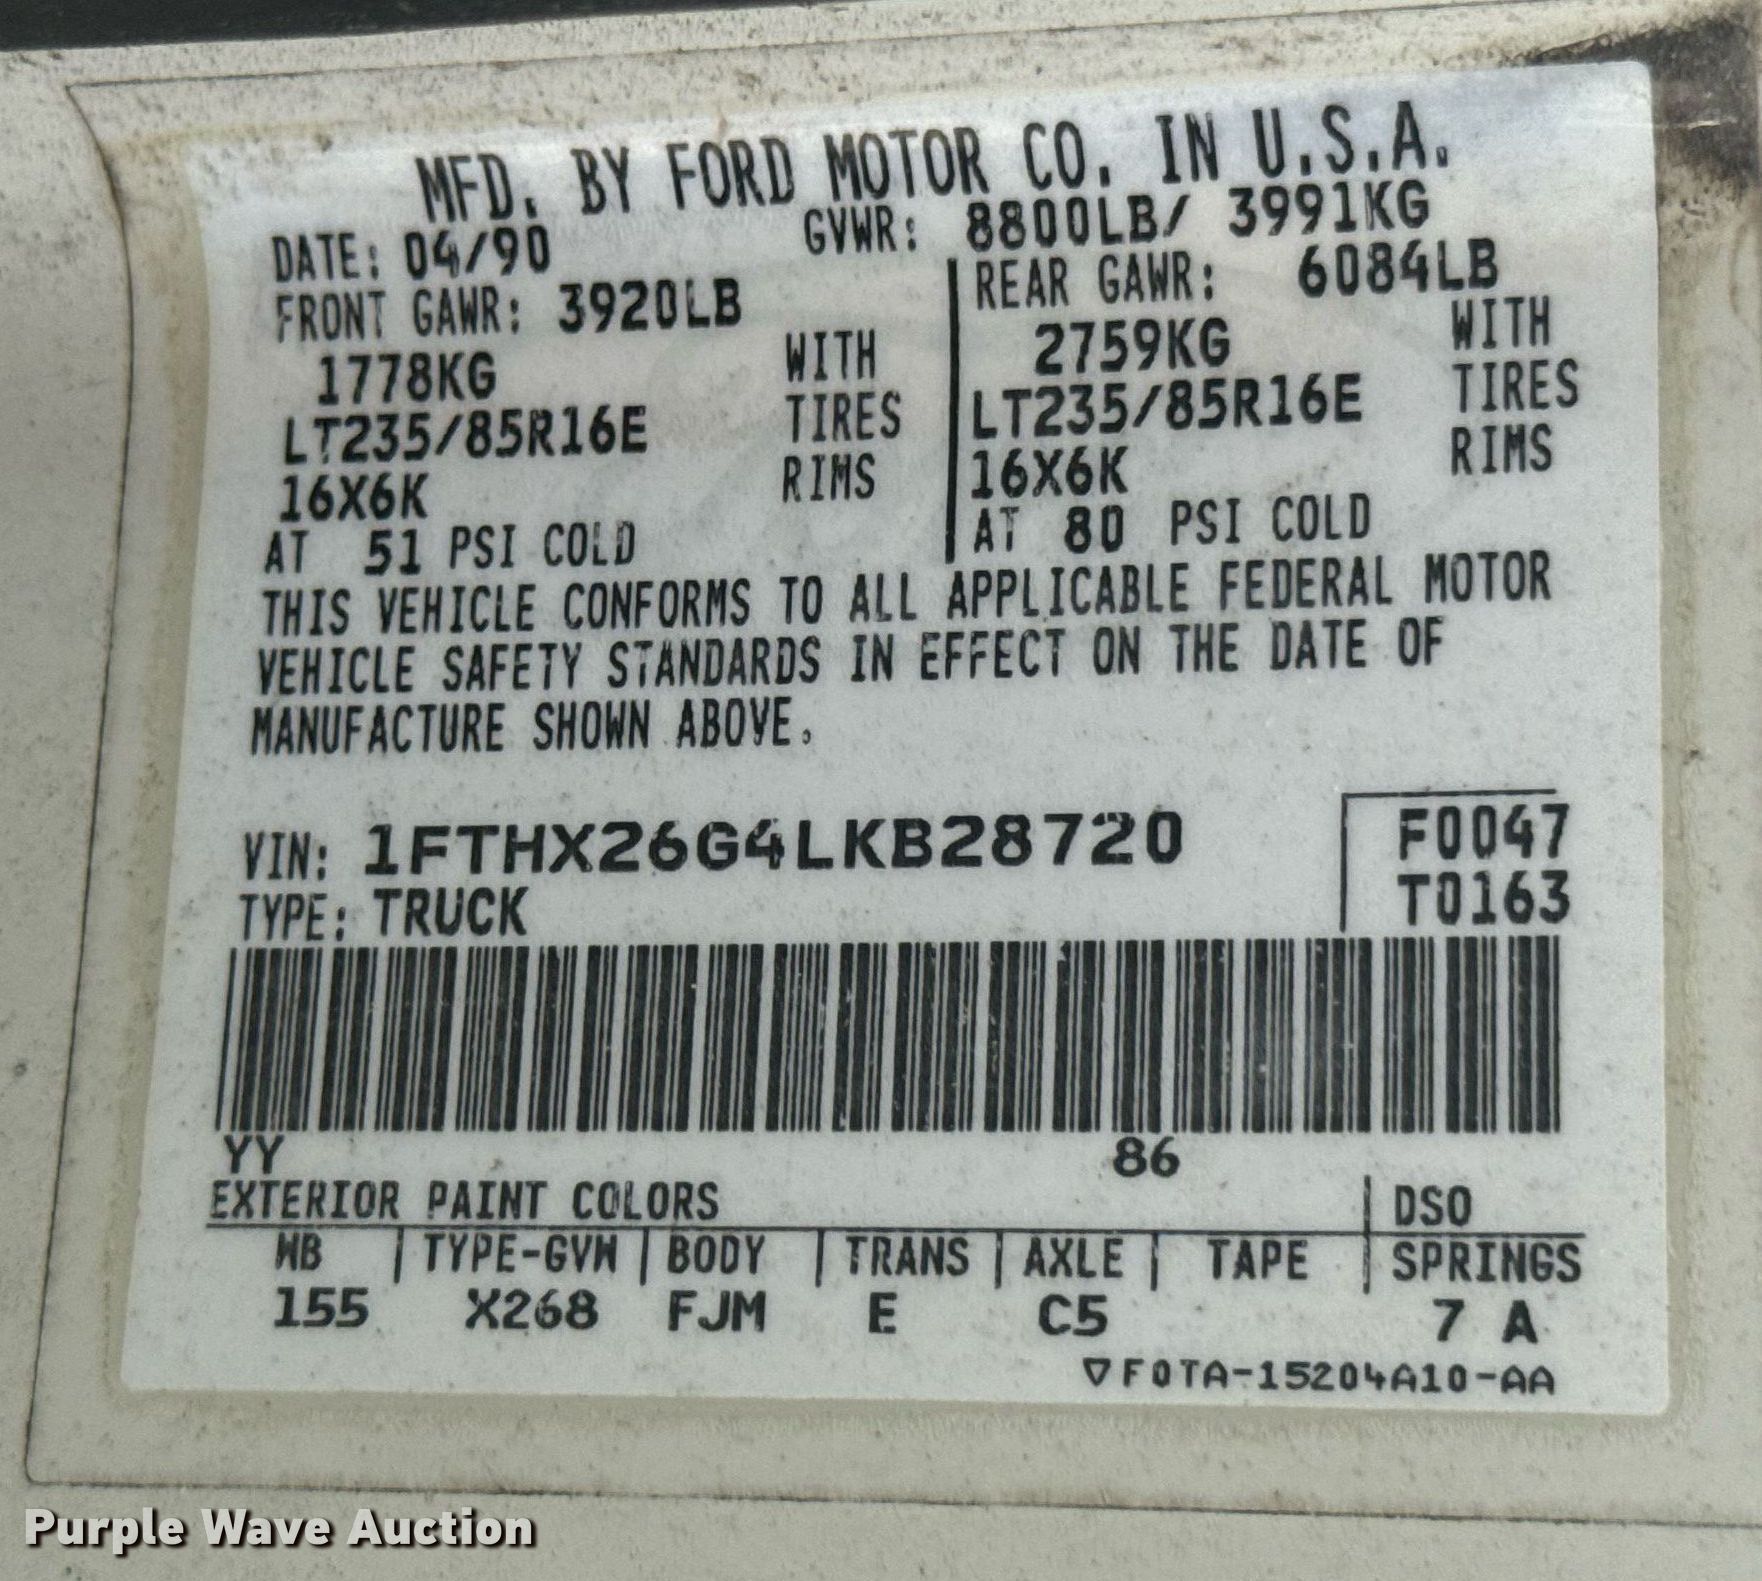 MFD. BY FORD MOTOR CO. IN U.S.A.
DATE: 04/90 GVWR: 8800LB/ 3991KG
FRONT GAWR: 3920LB REAR GAWR: 6084LB
1778KG WITH 2759KG WITH
LT235/85R16E TIRES LT235/85R16E TIRES
16X6K RIMS 16X6K RIMS
AT 51 PSI COLD AT 80 PSI COLD
THIS VEHICLE CONFORMS TO ALL APPLICABLE FEDERAL MOTOR
VEHICLE SAFETY STANDARDS IN EFFECT ON THE DATE OF
MANUFACTURE SHOWN ABOVE.
VIN: 1FTHX26G4LKB28720 F0047
TYPE: TRUCK T0163
YY 86
EXTERIOR PAINT COLORS DSO
WB TYPE-GVW BODY TRANS AXLE TAPE SPRINGS
155 X268 FJM E C5 7 A
▽F0TA-15204A10-AA
Purple Wave Auction